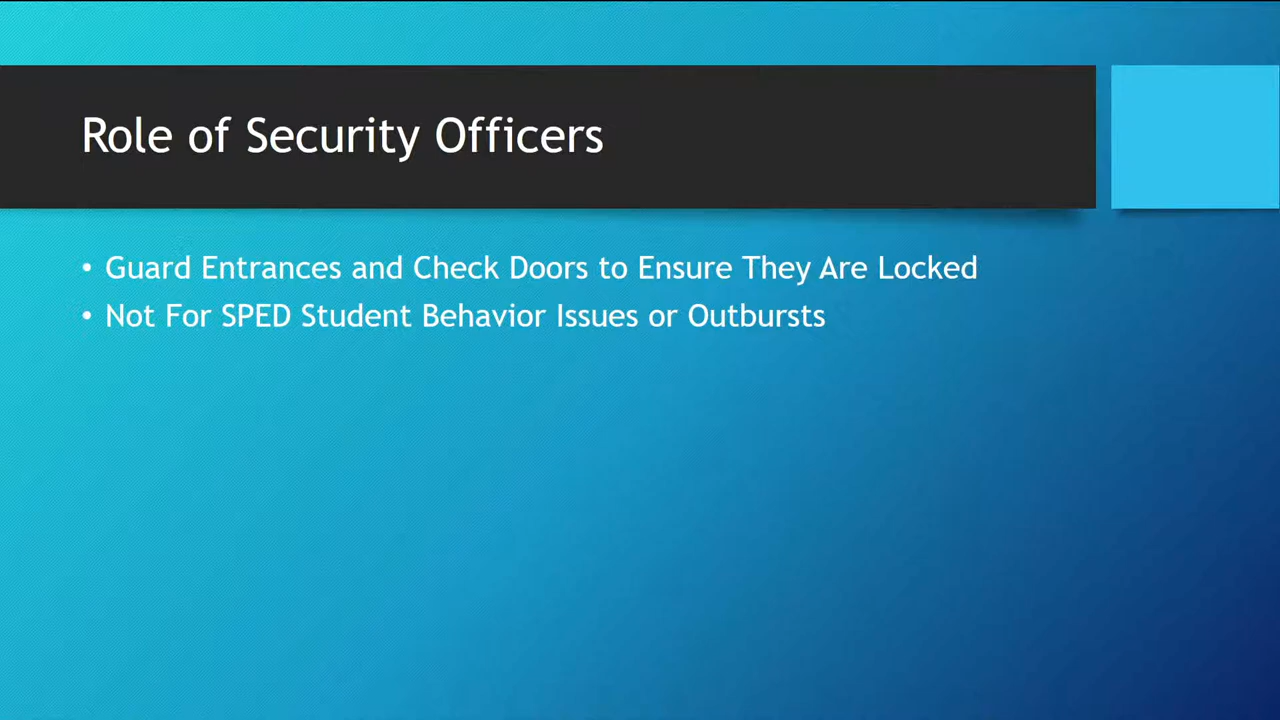 Role of Security Officers
• Guard Entrances and Check Doors to Ensure They Are Locked
• Not For SPED Student Behavior Issues or Outbursts